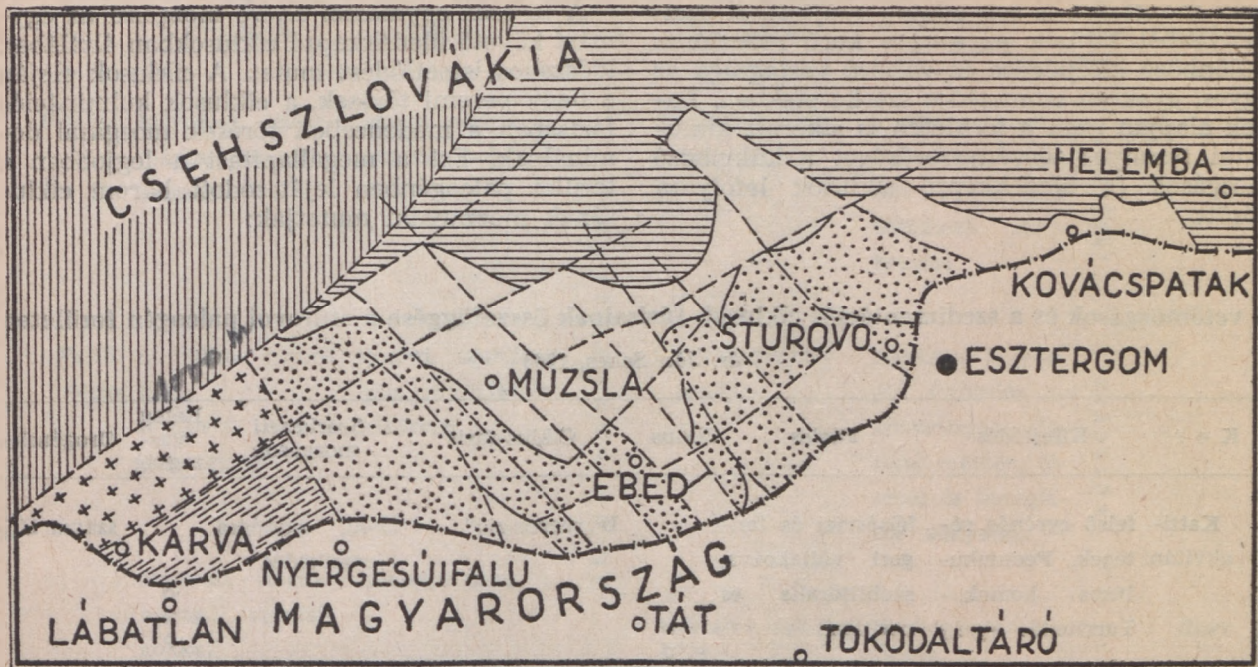 CSEHSZLOVÁKIA
HELEMBA
KOVÁCSPATAK
ŠTUROVO
ESZTERGOM
MUZSLA
EBED
KARVA
NYERGESÚJFALU
MAGYARORSZÁG
LÁBATLAN
TÁT
TOKODALTÁRÓ